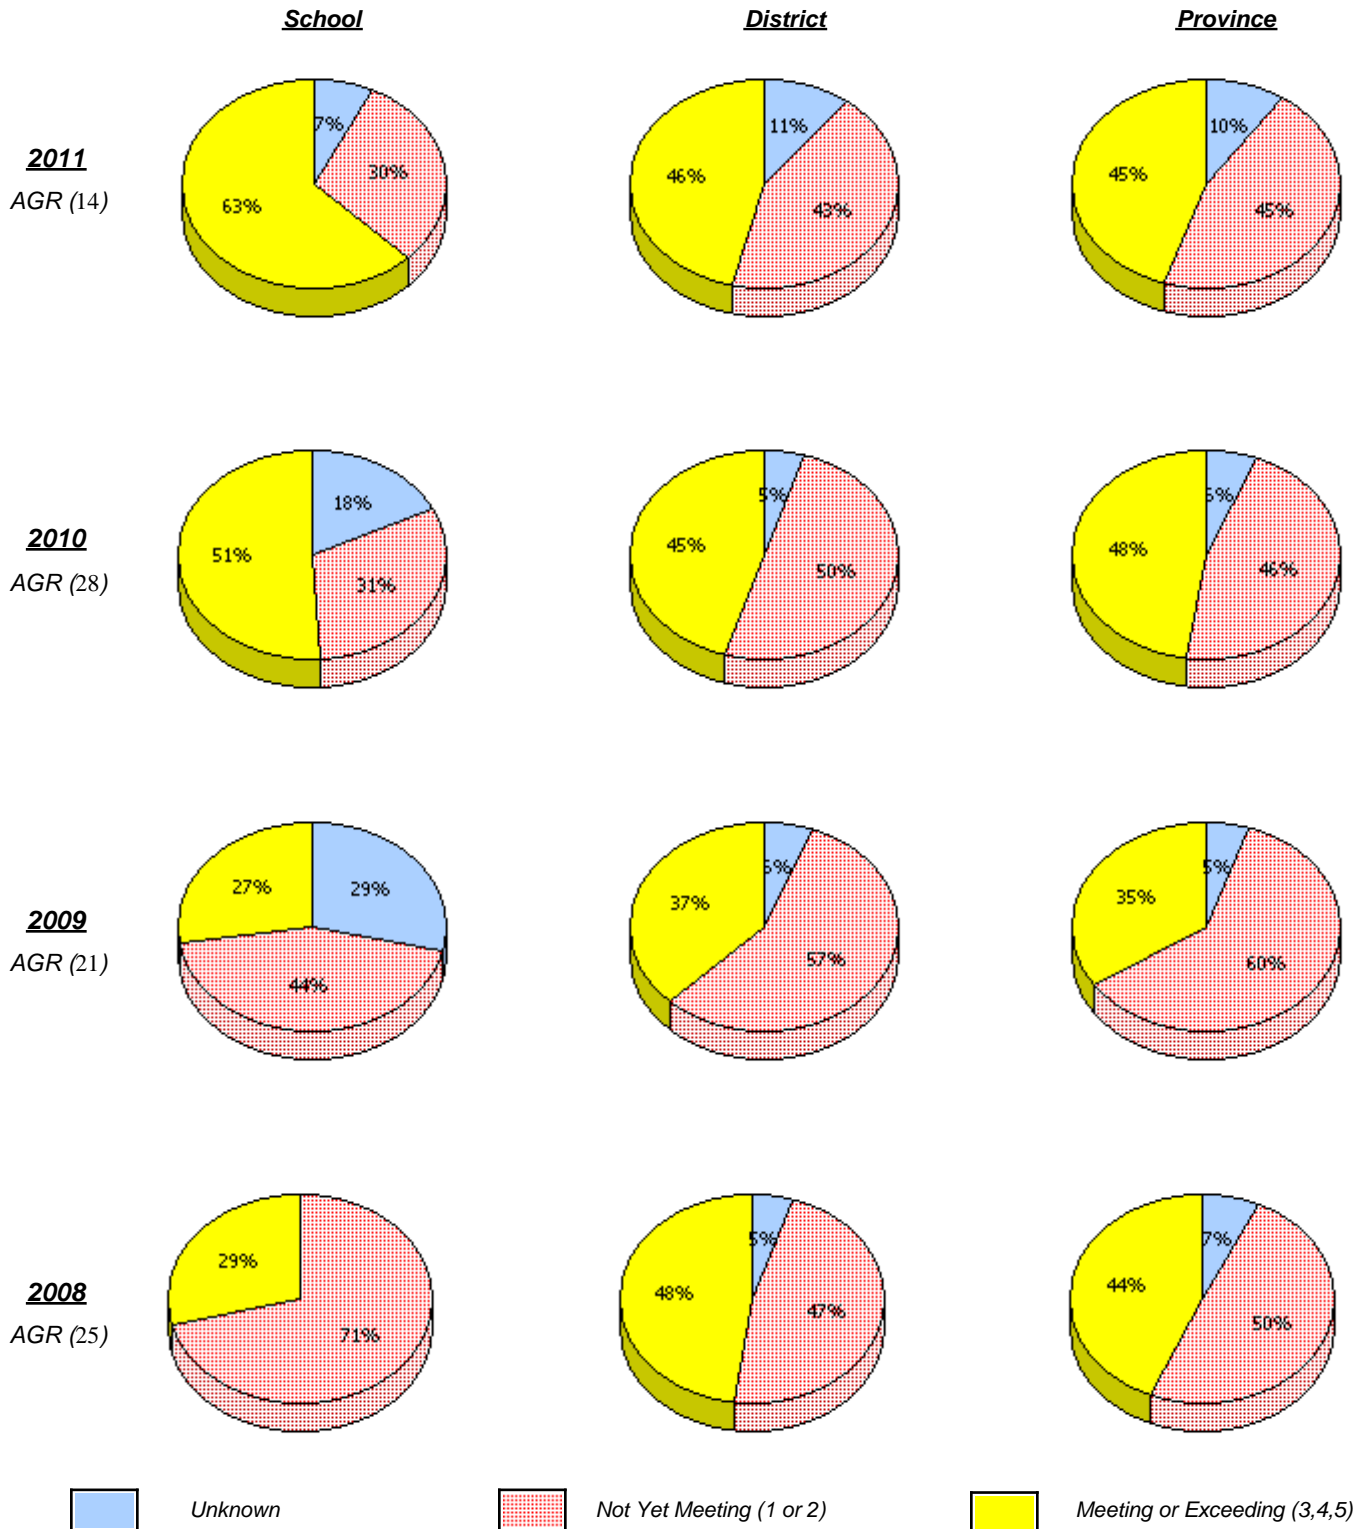 School District Province
2011
AGR (14)
7% 30% 63%
11% 43% 46%
10% 45% 45%
2010
AGR (28)
18% 31% 51%
5% 50% 45%
6% 46% 48%
2009
AGR (21)
29% 44% 27%
6% 57% 37%
5% 60% 35%
2008
AGR (25)
71% 29%
5% 47% 48%
7% 50% 44%
Unknown Not Yet Meeting (1 or 2) Meeting or Exceeding (3,4,5)